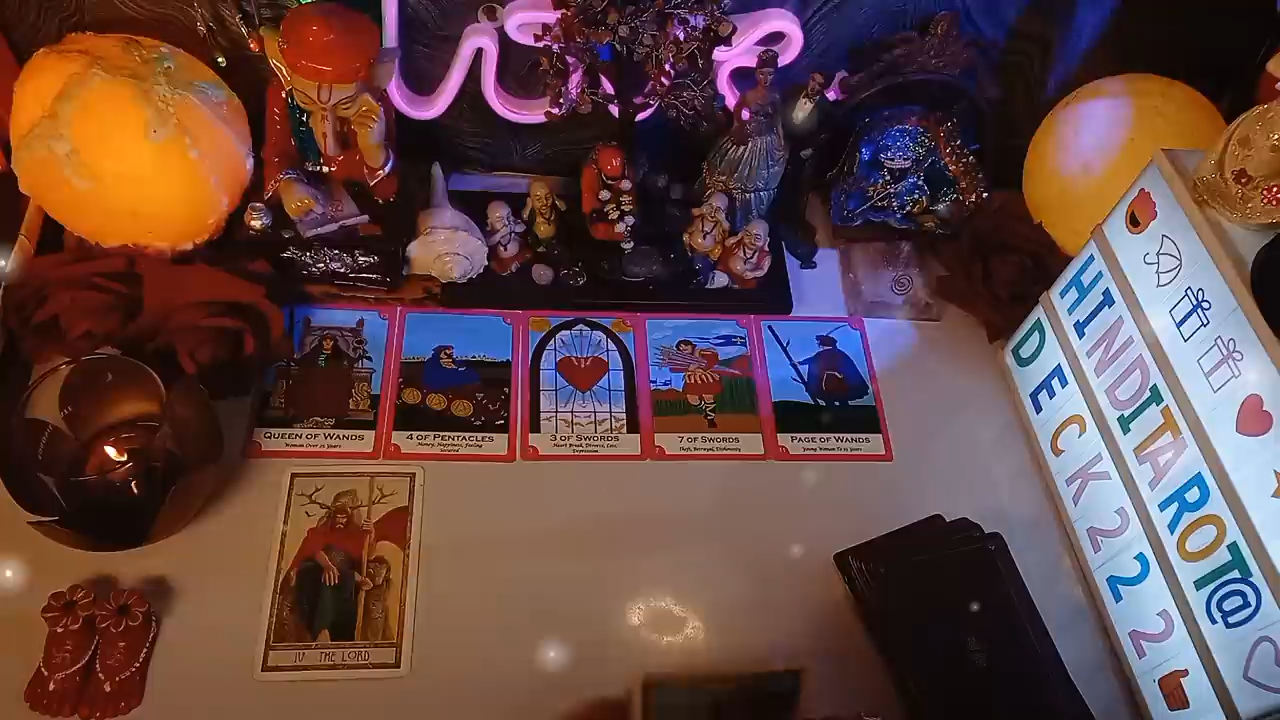 Life
QUEEN OF WANDS
Woman Over 25 Years
4 OF PENTACLES
Money, Happiness, Feeling
Secured
3 OF SWORDS
Heart Break, Divorce, Loss,
Depression
7 OF SWORDS
Theft, Betrayal, Dishonesty
PAGE OF WANDS
Young Woman To 25 Years
IV THE LORD
HINDITAROT@
DECK222